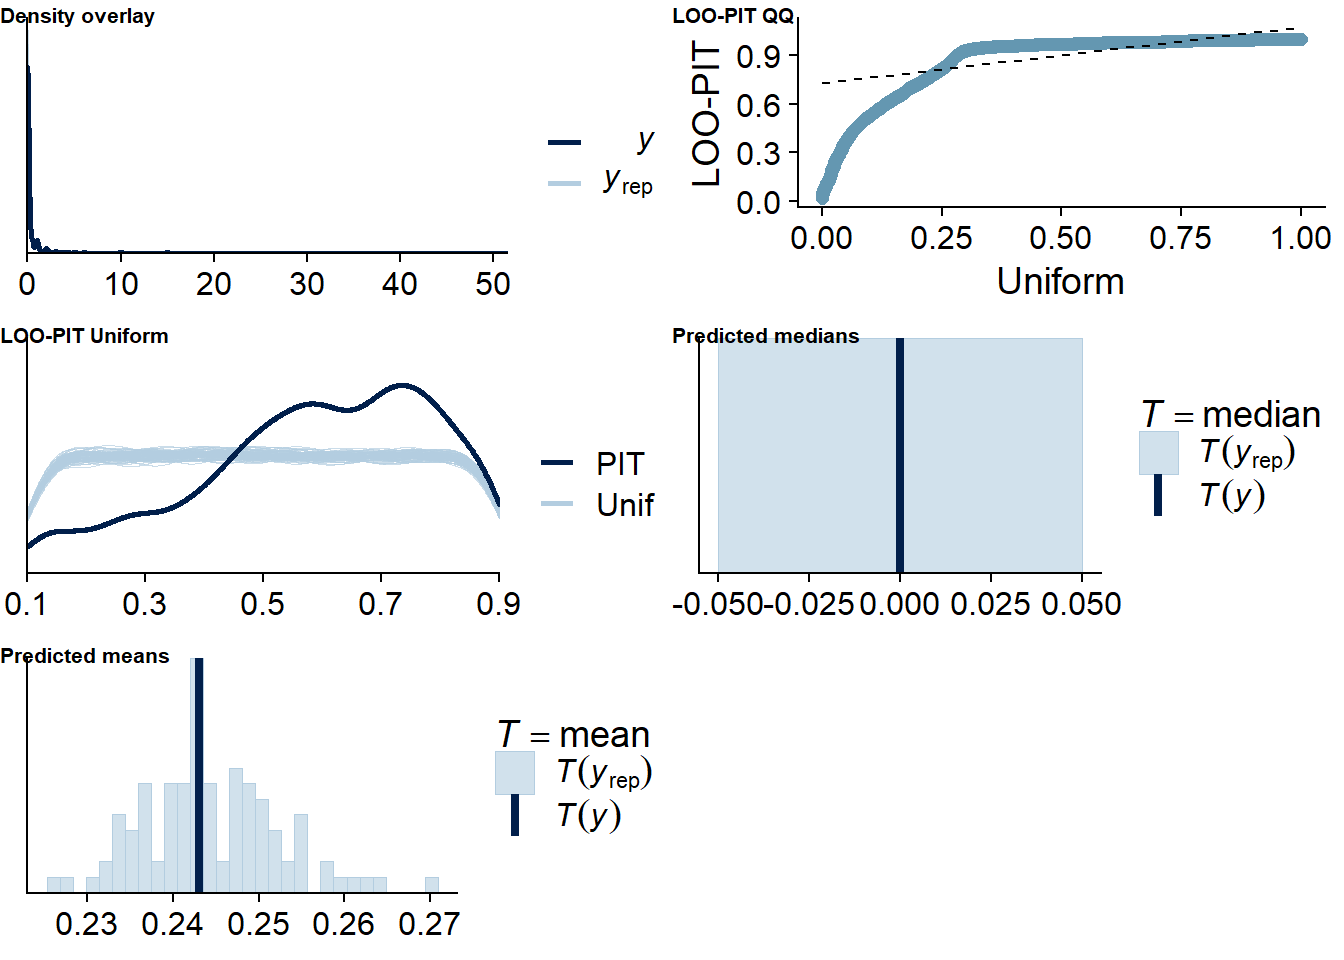 Density overlay
y
yrep
0 10 20 30 40 50
LOO-PIT QQ
LOO-PIT
0.9
0.6
0.3
0.0
0.00 0.25 0.50 0.75 1.00
Uniform
LOO-PIT Uniform
PIT
Unif
0.1 0.3 0.5 0.7 0.9
Predicted medians
T = median
T(yrep)
T(y)
-0.050 -0.025 0.000 0.025 0.050
Predicted means
T = mean
T(yrep)
T(y)
0.23 0.24 0.25 0.26 0.27